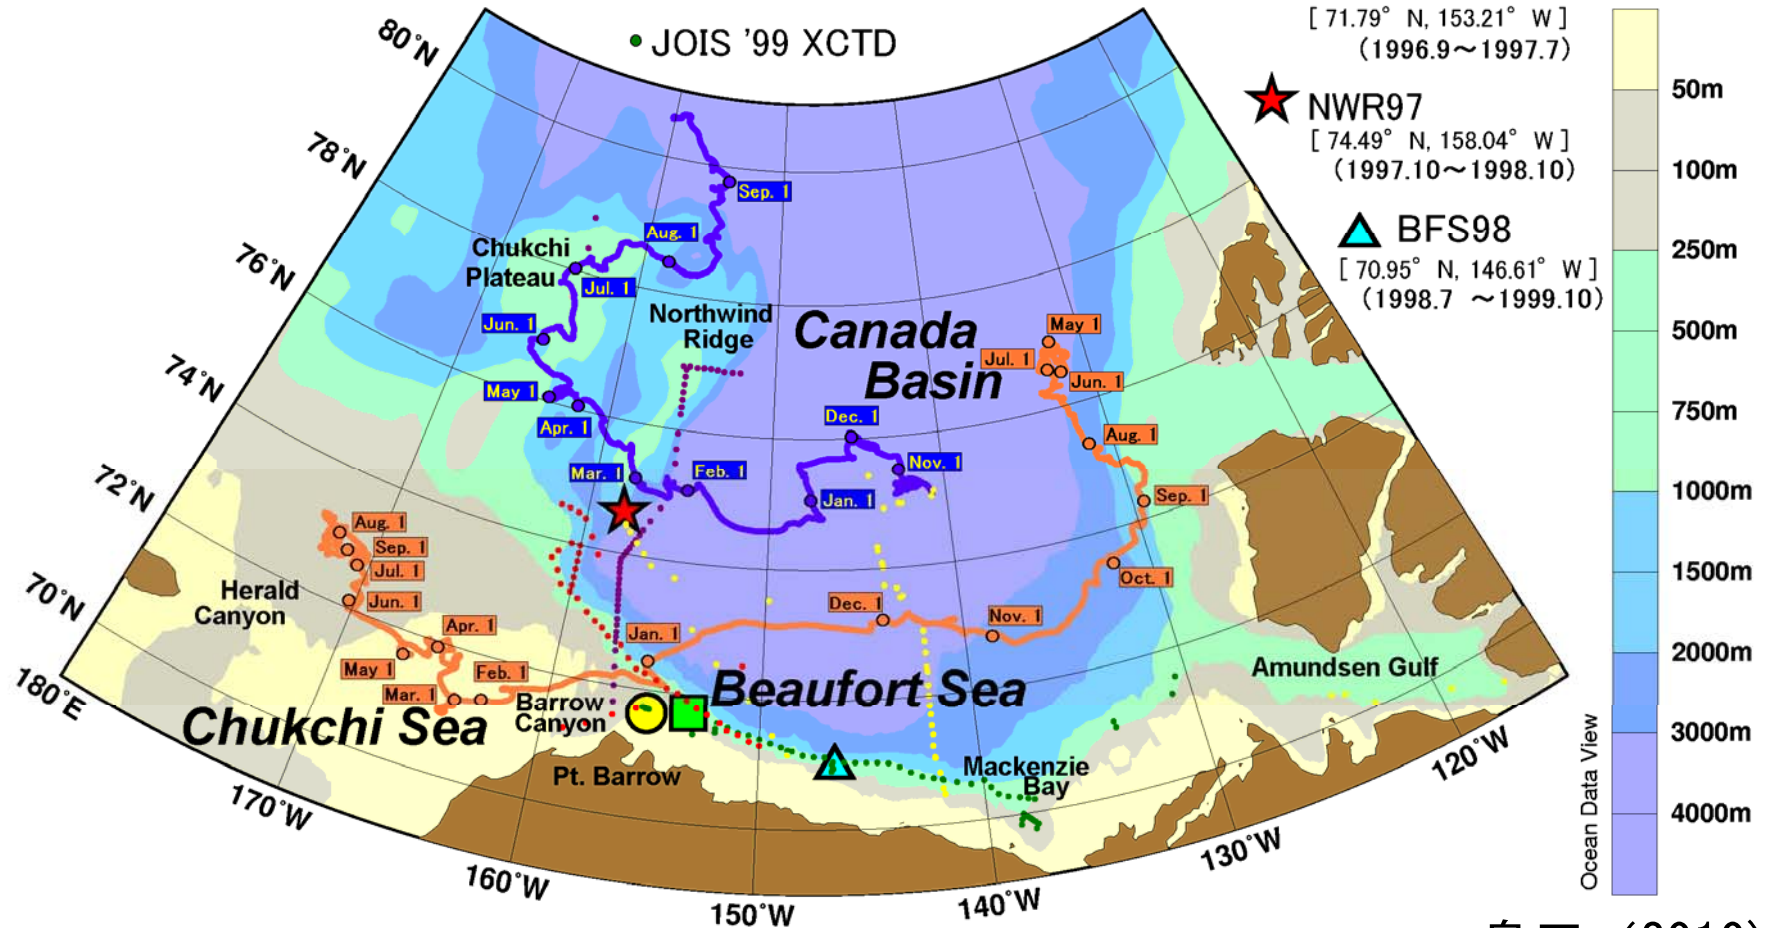 80°N
78°N
76°N
74°N
72°N
70°N
180°E
170°W
160°W
150°W
140°W
130°W
120°W
JOIS '99 XCTD
[ 71.79° N, 153.21° W ]
(1996.9～1997.7)
NWR97
[ 74.49° N, 158.04° W ]
(1997.10～1998.10)
BFS98
[ 70.95° N, 146.61° W ]
(1998.7 ～1999.10)
50m
100m
250m
500m
750m
1000m
1500m
2000m
3000m
4000m
Ocean Data View
Sep. 1
Aug. 1
Chukchi
Plateau
Jul. 1
Northwind
Ridge
Jun. 1
May 1
Apr. 1
Mar. 1
Feb. 1
Canada
Basin
Dec. 1
Nov. 1
Jan. 1
May 1
Jul. 1
Jun. 1
Aug. 1
Sep. 1
Oct. 1
Nov. 1
Dec. 1
Jan. 1
Aug. 1
Sep. 1
Jul. 1
Jun. 1
Herald
Canyon
Apr. 1
May 1
Feb. 1
Mar. 1
Barrow
Canyon
Chukchi Sea
Beaufort Sea
Amundsen Gulf
Pt. Barrow
Mackenzie
Bay